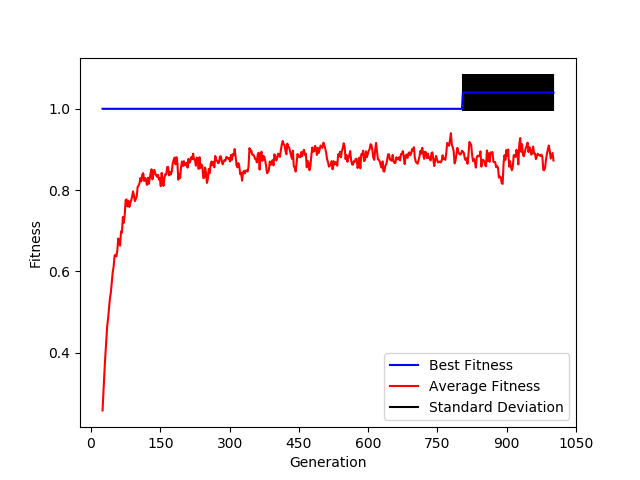 Fitness
1.0
0.8
0.6
0.4
0 150 300 450 600 750 900 1050
Generation
Best Fitness
Average Fitness
Standard Deviation